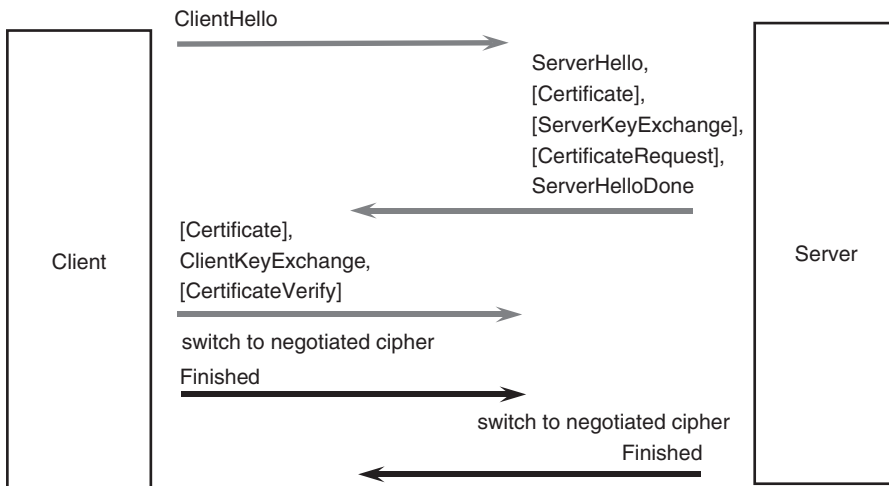 ClientHello
ServerHello,
[Certificate],
[ServerKeyExchange],
[CertificateRequest],
ServerHelloDone
[Certificate],
ClientKeyExchange,
[CertificateVerify]
Client
Server
switch to negotiated cipher
Finished
switch to negotiated cipher
Finished